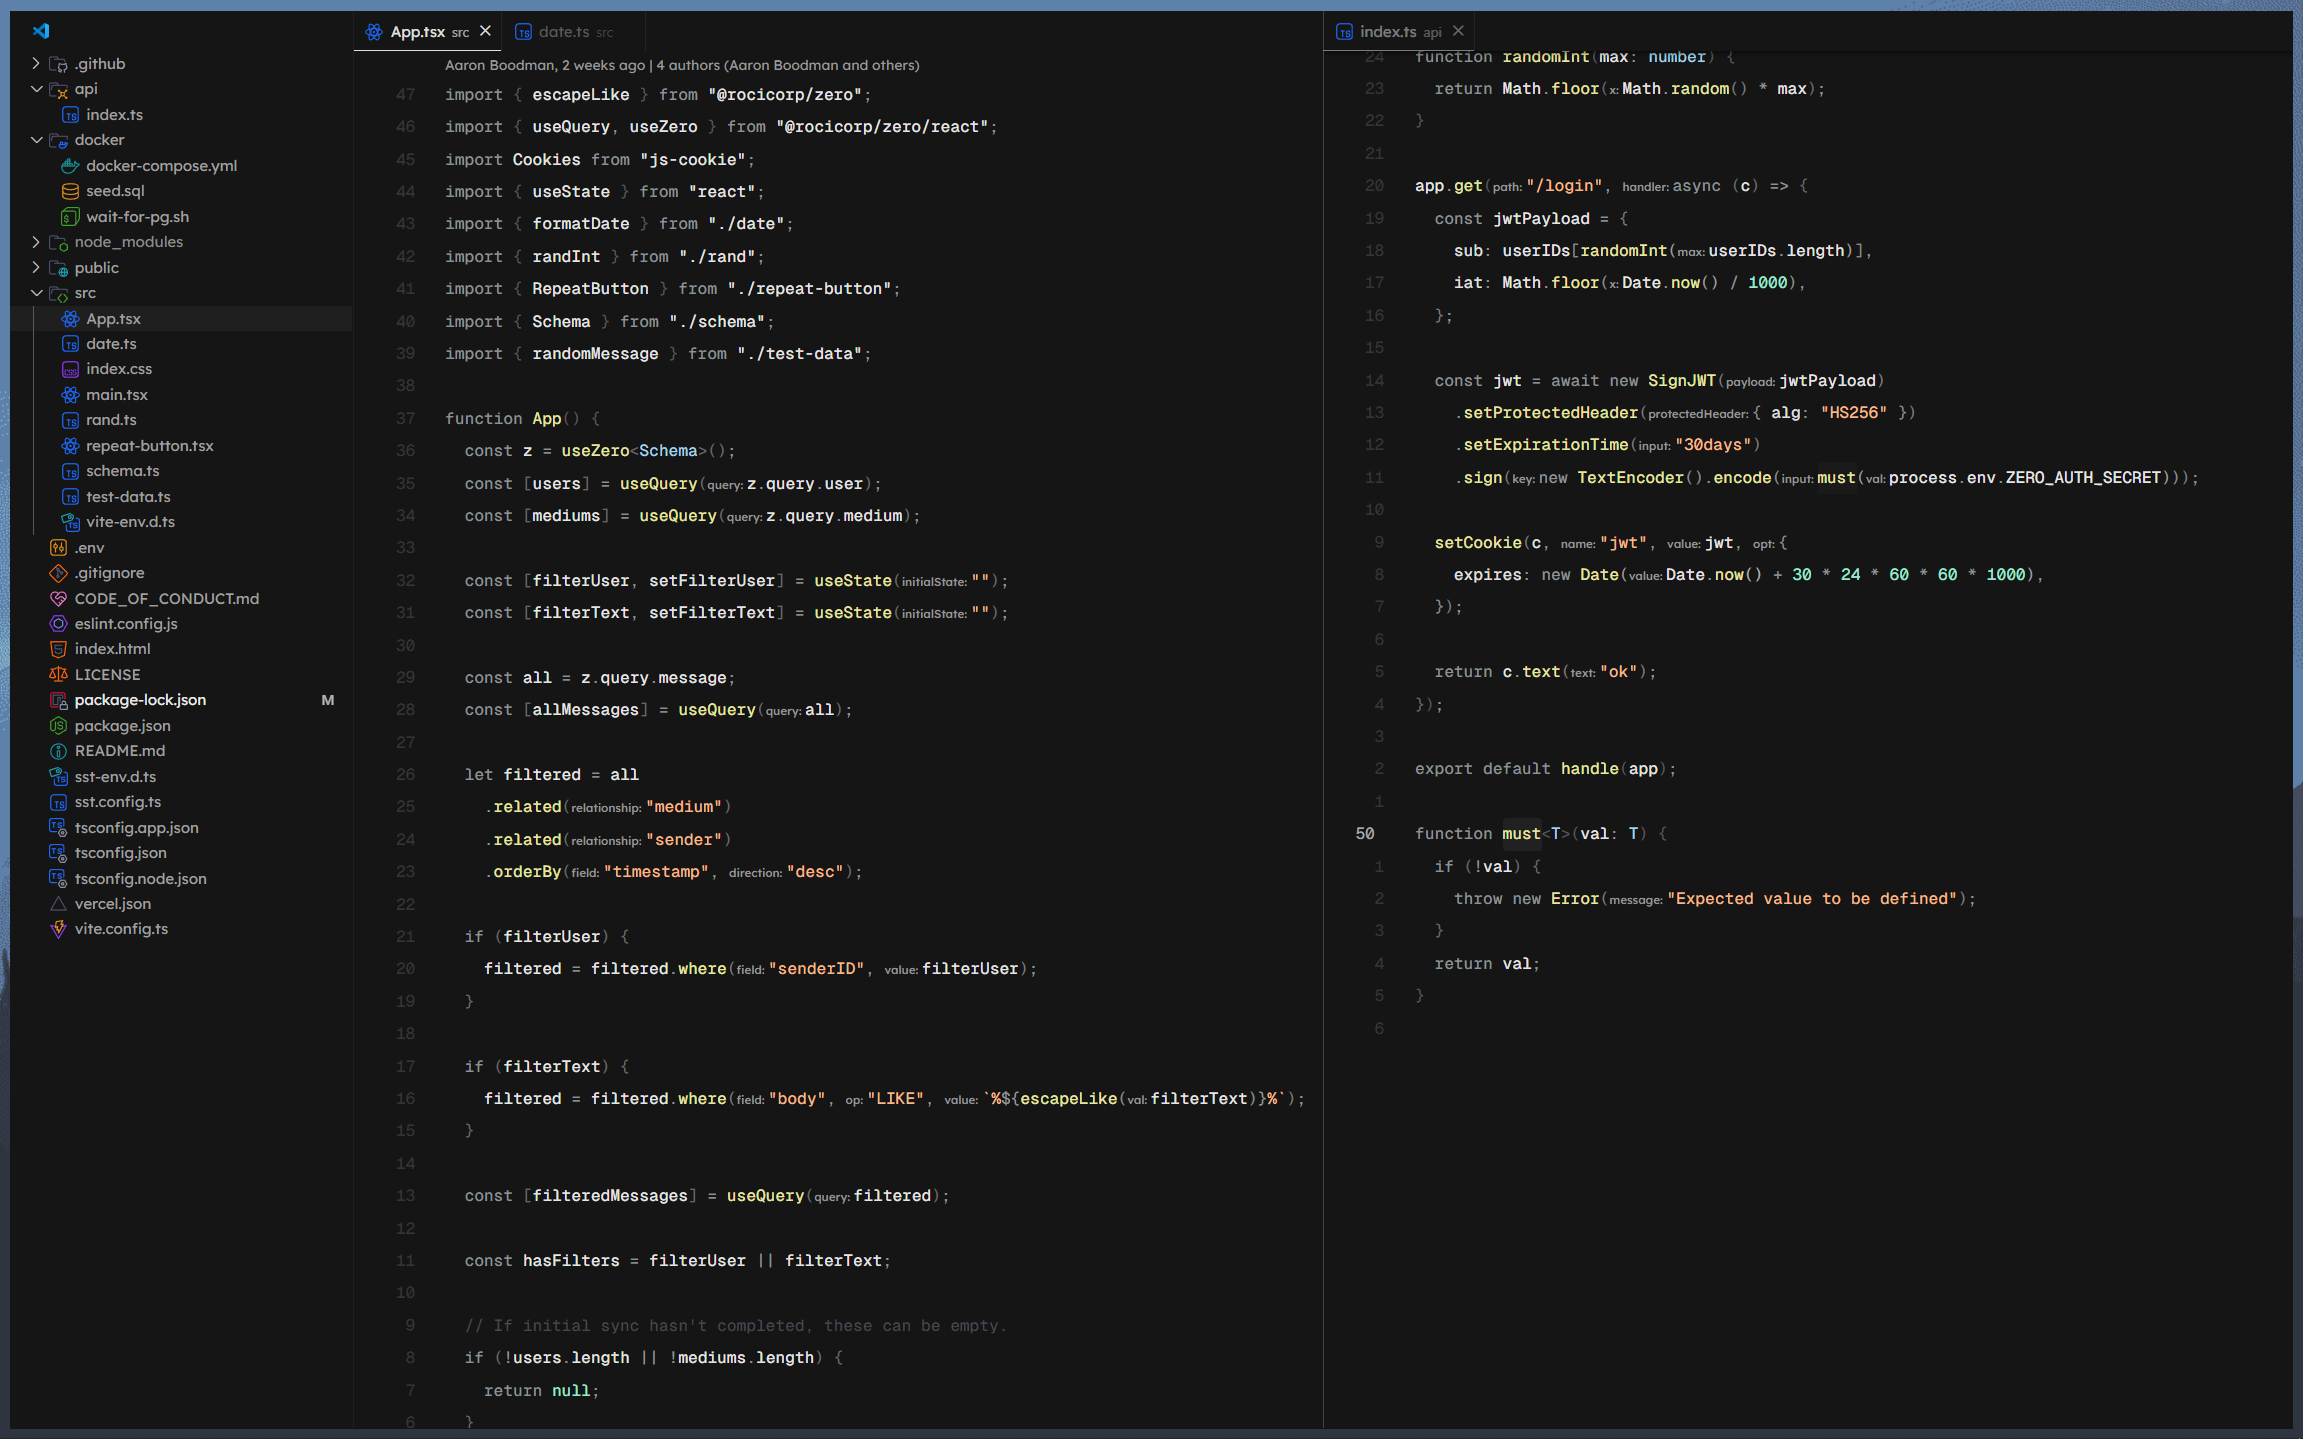 .github
api
index.ts
docker
docker-compose.yml
seed.sql
wait-for-pg.sh
node_modules
public
src
App.tsx
date.ts
index.css
main.tsx
rand.ts
repeat-button.tsx
schema.ts
test-data.ts
vite-env.d.ts
.env
.gitignore
CODE_OF_CONDUCT.md
eslint.config.js
index.html
LICENSE
package-lock.json M
package.json
README.md
sst-env.d.ts
sst.config.ts
tsconfig.app.json
tsconfig.json
tsconfig.node.json
vercel.json
vite.config.ts
App.tsx src date.ts src
Aaron Boodman, 2 weeks ago | 4 authors (Aaron Boodman and others)
47 import { escapeLike } from "@rocicorp/zero";
46 import { useQuery, useZero } from "@rocicorp/zero/react";
45 import Cookies from "js-cookie";
44 import { useState } from "react";
43 import { formatDate } from "./date";
42 import { randInt } from "./rand";
41 import { RepeatButton } from "./repeat-button";
40 import { Schema } from "./schema";
39 import { randomMessage } from "./test-data";
38
37 function App() {
36 const z = useZero<Schema>();
35 const [users] = useQuery(query: z.query.user);
34 const [mediums] = useQuery(query: z.query.medium);
33
32 const [filterUser, setFilterUser] = useState(initialState: "");
31 const [filterText, setFilterText] = useState(initialState: "");
30
29 const all = z.query.message;
28 const [allMessages] = useQuery(query: all);
27
26 let filtered = all
25 .related(relationship: "medium")
24 .related(relationship: "sender")
23 .orderBy(field: "timestamp", direction: "desc");
22
21 if (filterUser) {
20 filtered = filtered.where(field: "senderID", value: filterUser);
19 }
18
17 if (filterText) {
16 filtered = filtered.where(field: "body", op: "LIKE", value: `%${escapeLike(val: filterText)}%`);
15 }
14
13 const [filteredMessages] = useQuery(query: filtered);
12
11 const hasFilters = filterUser || filterText;
10
9 // If initial sync hasn't completed, these can be empty.
8 if (!users.length || !mediums.length) {
7 return null;
6 }
index.ts api
24 function randomInt(max: number) {
23 return Math.floor(x: Math.random() * max);
22 }
21
20 app.get(path: "/login", handler: async (c) => {
19 const jwtPayload = {
18 sub: userIDs[randomInt(max: userIDs.length)],
17 iat: Math.floor(x: Date.now() / 1000),
16 };
15
14 const jwt = await new SignJWT(payload: jwtPayload)
13 .setProtectedHeader(protectedHeader: { alg: "HS256" })
12 .setExpirationTime(input: "30days")
11 .sign(key: new TextEncoder().encode(input: must(val: process.env.ZERO_AUTH_SECRET)));
10
9 setCookie(c, name: "jwt", value: jwt, opt: {
8 expires: new Date(value: Date.now() + 30 * 24 * 60 * 60 * 1000),
7 });
6
5 return c.text(text: "ok");
4 });
3
2 export default handle(app);
1
50 function must<T>(val: T) {
1 if (!val) {
2 throw new Error(message: "Expected value to be defined");
3 }
4 return val;
5 }
6